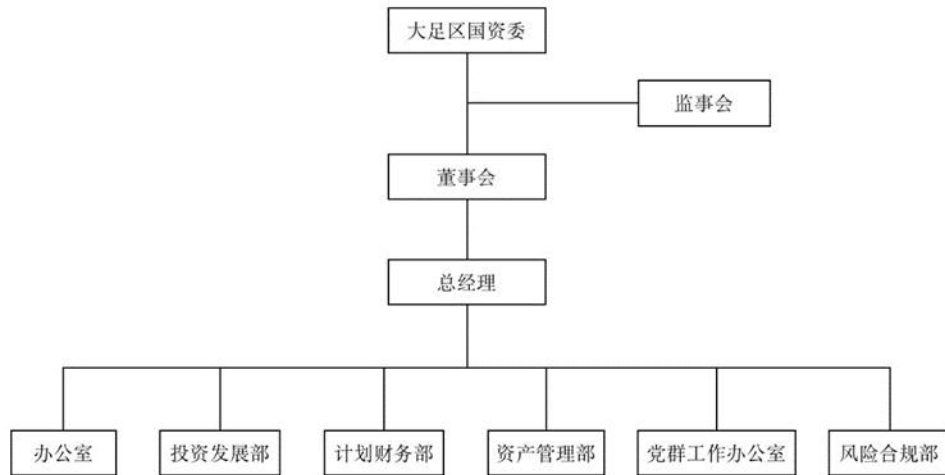 大足区国资委
监事会
董事会
总经理
办公室
投资发展部
计划财务部
资产管理部
党群工作办公室
风险合规部